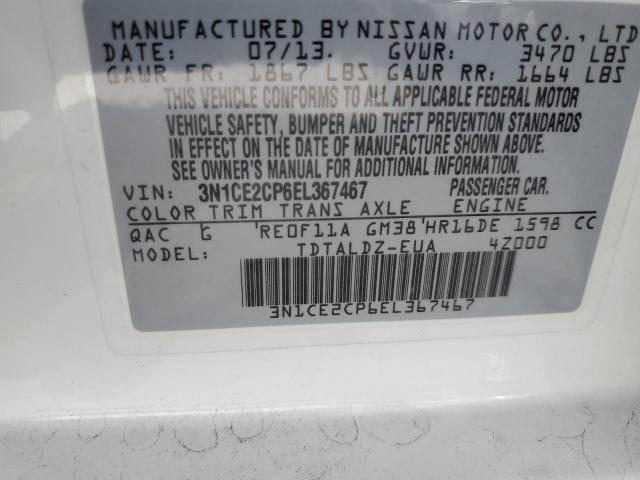 MANUFACTURED BY NISSAN MOTOR CO., LTD
DATE: 07/13. GVWR: 3470 LBS
GAWR FR: 1867 LBS GAWR RR: 1664 LBS
THIS VEHICLE CONFORMS TO ALL APPLICABLE FEDERAL MOTOR
VEHICLE SAFETY, BUMPER AND THEFT PREVENTION STANDARDS
IN EFFECT ON THE DATE OF MANUFACTURE SHOWN ABOVE.
SEE OWNER'S MANUAL FOR ADDITIONAL INFORMATION.
VIN: 3N1CE2CP6EL367467 PASSENGER CAR.
COLOR TRIM TRANS AXLE ENGINE
QAC G 'RE0F11A GM38'HR16DE 1598 CC
MODEL: TDTALDZ-EUA 4Z000
3N1CE2CP6EL367467